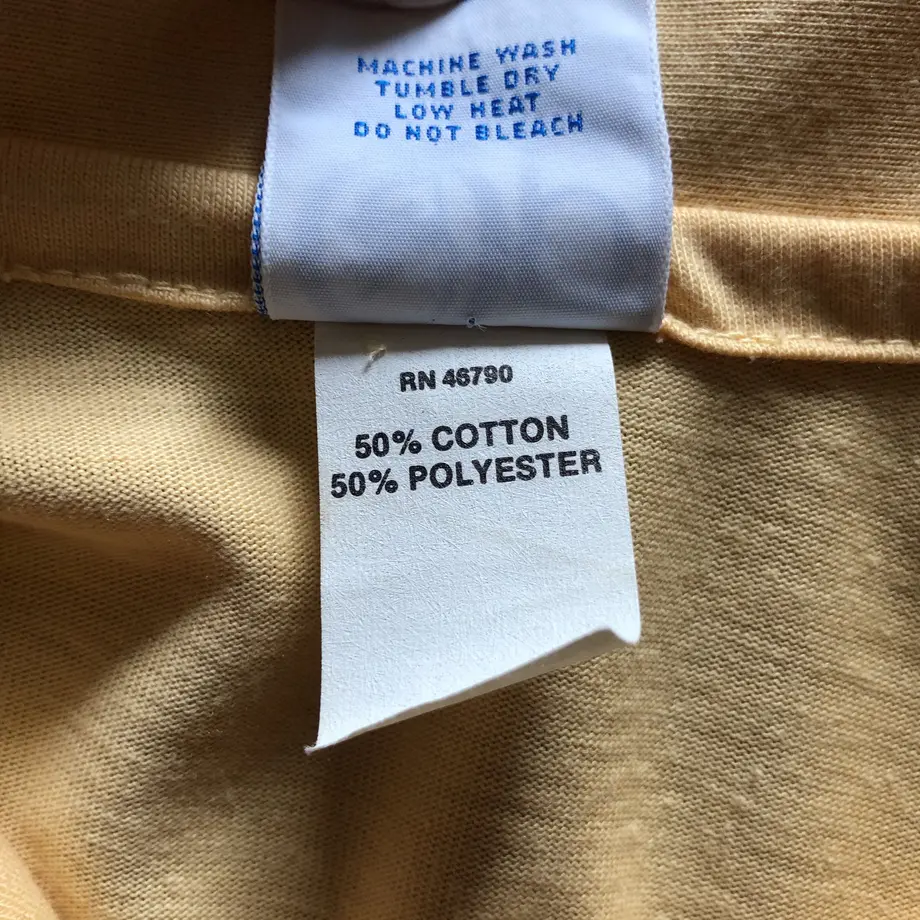 MACHINE WASH
TUMBLE DRY
LOW HEAT
DO NOT BLEACH
RN 46790
50% COTTON
50% POLYESTER